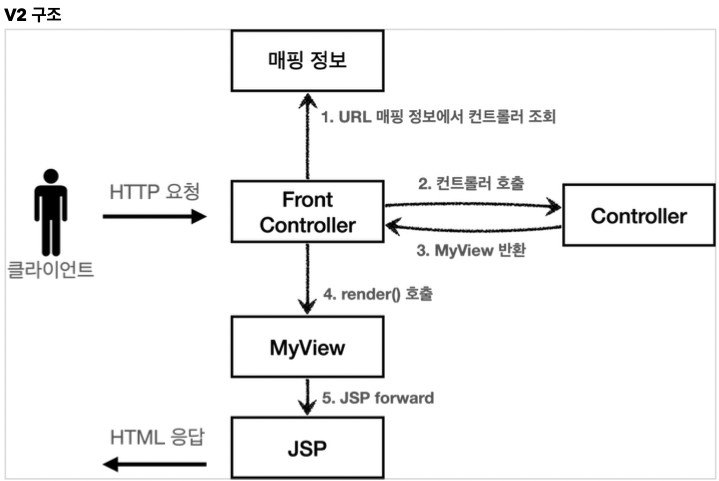 V2 구조
매핑 정보
1. URL 매핑 정보에서 컨트롤러 조회
HTTP 요청
클라이언트
Front
Controller
2. 컨트롤러 호출
Controller
3. MyView 반환
4. render() 호출
MyView
5. JSP forward
HTML 응답
JSP